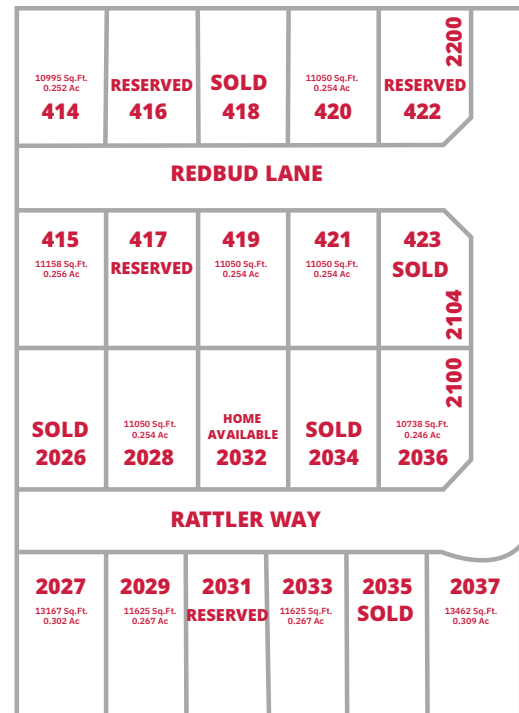 2200
10995 Sq.Ft.
0.252 Ac
414
RESERVED
416
SOLD
418
11050 Sq.Ft.
0.254 Ac
420
RESERVED
422
REDBUD LANE
415
11158 Sq.Ft.
0.256 Ac
417
RESERVED
419
11050 Sq.Ft.
0.254 Ac
421
11050 Sq.Ft.
0.254 Ac
423
SOLD
2104
2100
SOLD
2026
11050 Sq.Ft.
0.254 Ac
2028
HOME
AVAILABLE
2032
SOLD
2034
10738 Sq.Ft.
0.246 Ac
2036
RATTLER WAY
2027
13167 Sq.Ft.
0.302 Ac
2029
11625 Sq.Ft.
0.267 Ac
2031
RESERVED
2033
11625 Sq.Ft.
0.267 Ac
2035
SOLD
2037
13462 Sq.Ft.
0.309 Ac